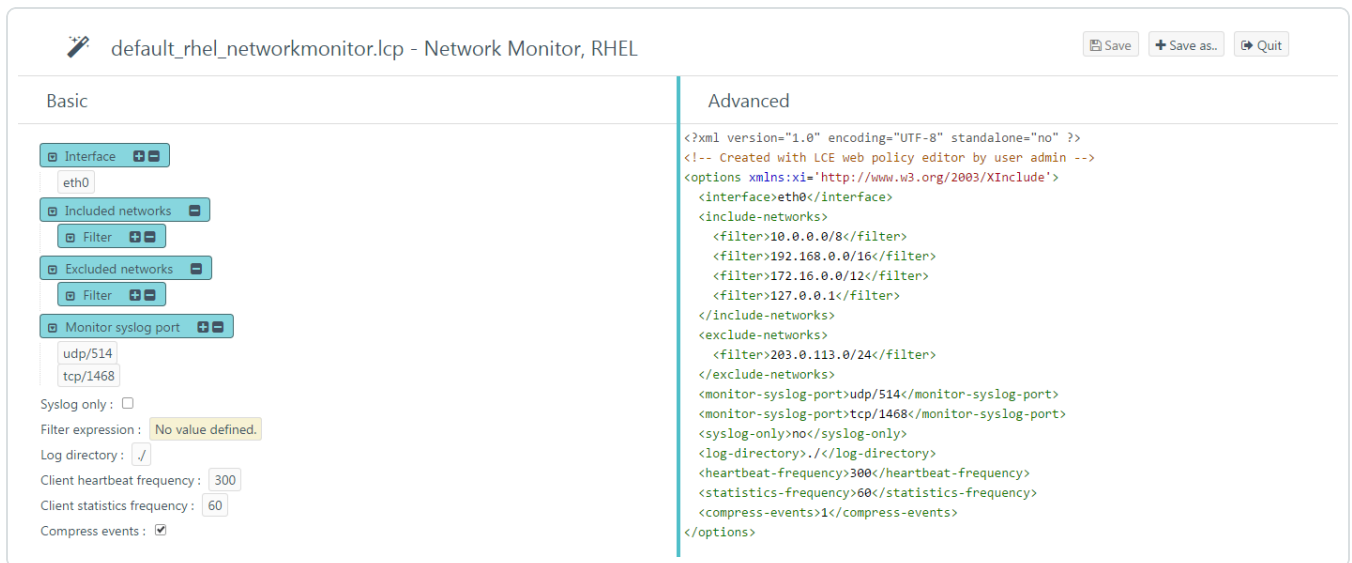 default_rhel_networkmonitor.lcp - Network Monitor, RHEL
Save
Save as..
Quit
Basic
Interface
eth0
Included networks
Filter
Excluded networks
Filter
Monitor syslog port
udp/514
tcp/1468
Syslog only :
Filter expression : No value defined.
Log directory : ./
Client heartbeat frequency : 300
Client statistics frequency : 60
Compress events :
Advanced
<?xml version="1.0" encoding="UTF-8" standalone="no" ?>
<!-- Created with LCE web policy editor by user admin -->
<options xmlns:xi='http://www.w3.org/2003/XInclude'>
  <interface>eth0</interface>
  <include-networks>
    <filter>10.0.0.0/8</filter>
    <filter>192.168.0.0/16</filter>
    <filter>172.16.0.0/12</filter>
    <filter>127.0.0.1</filter>
  </include-networks>
  <exclude-networks>
    <filter>203.0.113.0/24</filter>
  </exclude-networks>
  <monitor-syslog-port>udp/514</monitor-syslog-port>
  <monitor-syslog-port>tcp/1468</monitor-syslog-port>
  <syslog-only>no</syslog-only>
  <log-directory>./</log-directory>
  <heartbeat-frequency>300</heartbeat-frequency>
  <statistics-frequency>60</statistics-frequency>
  <compress-events>1</compress-events>
</options>